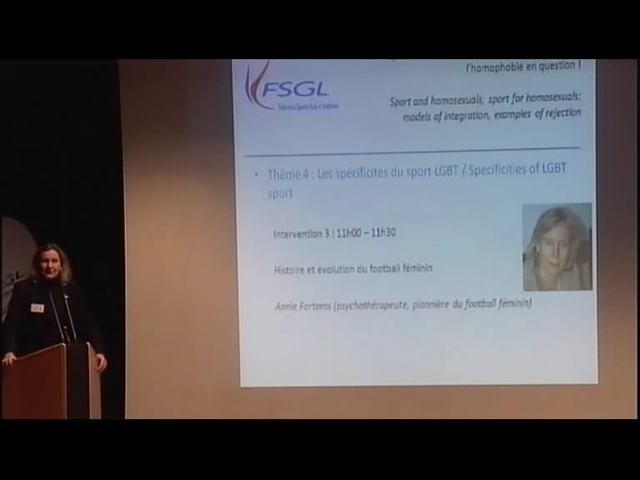 l'homophobie en question !
FSGL
Sport and homosexuals, sport for homosexuals:
models of integration, examples of rejection
• Thème 4 : Les spécificités du sport LGBT / Specificities of LGBT
sport
Intervention 3 : 11h00 – 11h30
Histoire et évolution du football féminin
Annie Fortems (psychothérapeute, pionnière du football féminin)